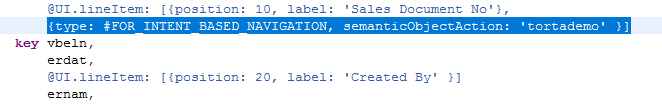 @UI.lineItem: [{position: 10, label: 'Sales Document No'},
{type: #FOR_INTENT_BASED_NAVIGATION, semanticObjectAction: 'tortademo' }]
key vbeln,
erdat,
@UI.lineItem: [{position: 20, label: 'Created By' }]
ernam,